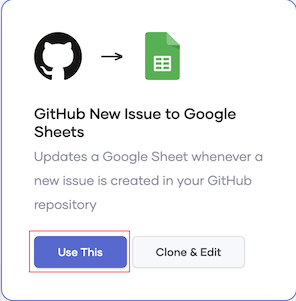 GitHub New Issue to Google
Sheets
Updates a Google Sheet whenever a
new issue is created in your GitHub
repository
Use This
Clone & Edit